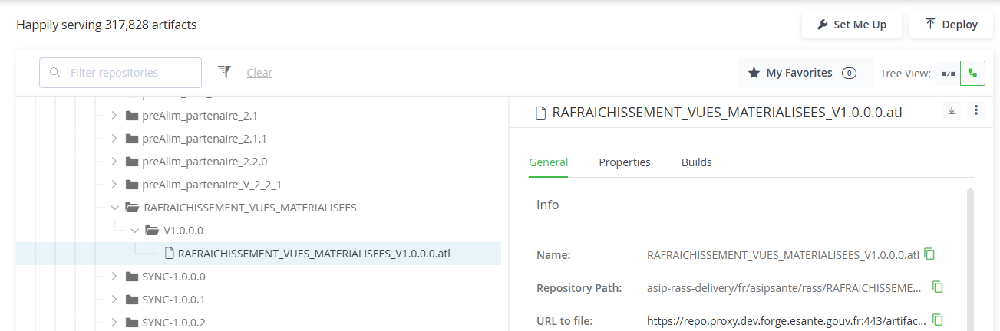 Happily serving 317,828 artifacts
Set Me Up
Deploy
Filter repositories
Clear
My Favorites 0
Tree View:
preAlim_partenaire_2.1
preAlim_partenaire_2.1.1
preAlim_partenaire_2.2.0
preAlim_partenaire_V_2_2_1
RAFRAICHISSEMENT_VUES_MATERIALISEES
V1.0.0.0
RAFRAICHISSEMENT_VUES_MATERIALISEES_V1.0.0.0.atl
SYNC-1.0.0.0
SYNC-1.0.0.1
SYNC-1.0.0.2
RAFRAICHISSEMENT_VUES_MATERIALISEES_V1.0.0.0.atl
General
Properties
Builds
Info
Name: RAFRAICHISSEMENT_VUES_MATERIALISEES_V1.0.0.0.atl
Repository Path: asip-rass-delivery/fr/asipsante/rass/RAFRAICHISSEME...
URL to file: https://repo.proxy.dev.forge.esante.gouv.fr:443/artifac...